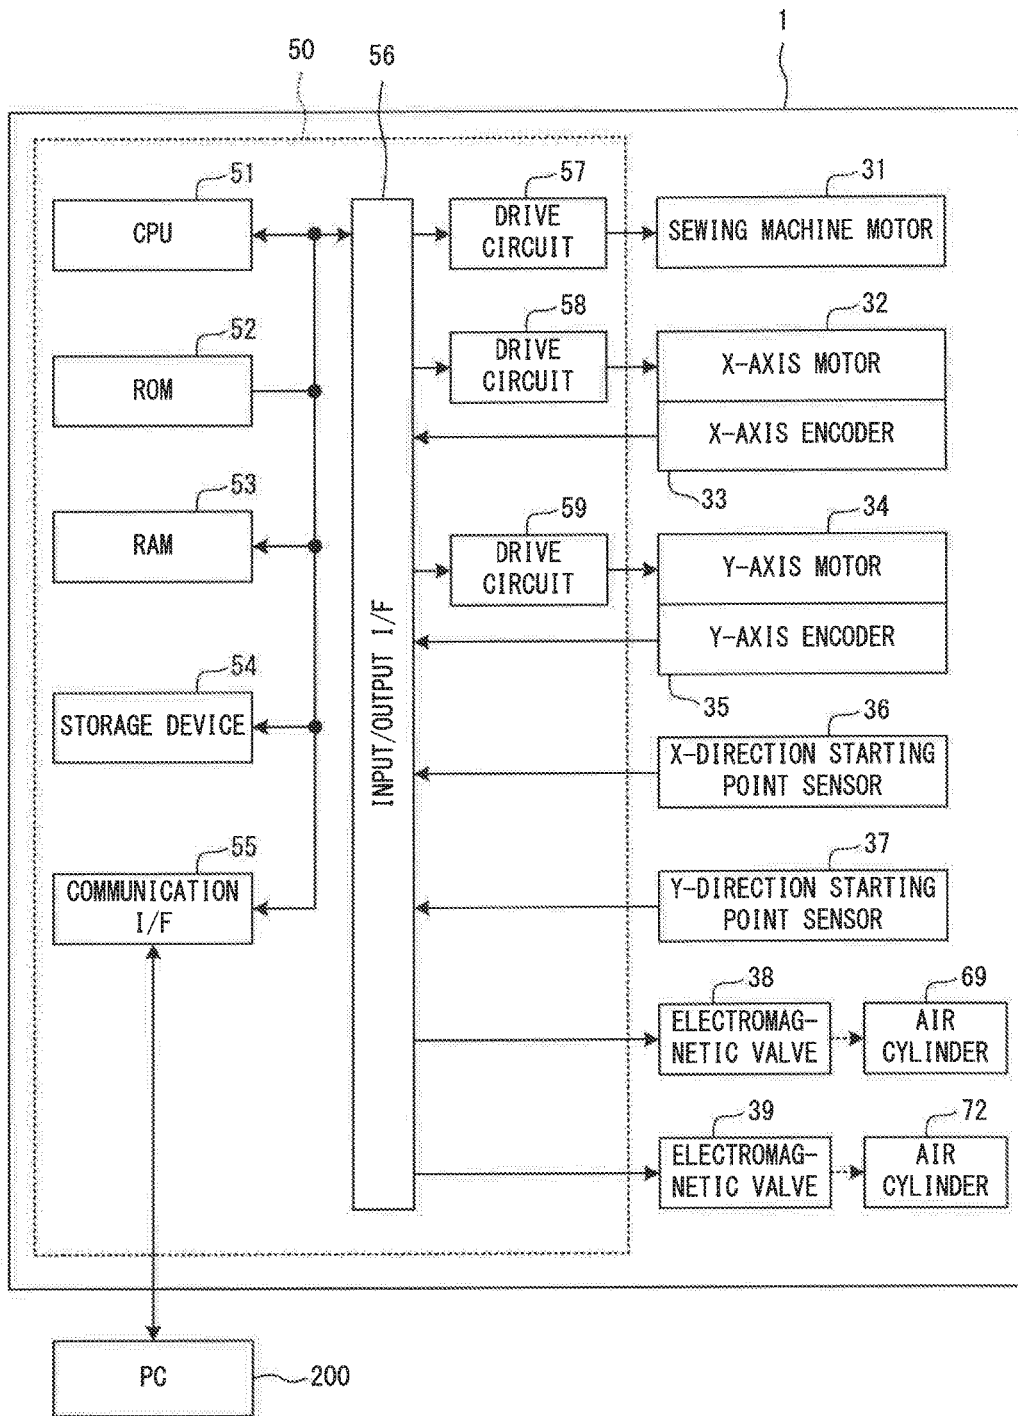 1
50
56
51
CPU
57
DRIVE
CIRCUIT
31
SEWING MACHINE MOTOR
52
ROM
58
DRIVE
CIRCUIT
32
X-AXIS MOTOR
X-AXIS ENCODER
33
53
RAM
59
DRIVE
CIRCUIT
34
Y-AXIS MOTOR
Y-AXIS ENCODER
35
INPUT/OUTPUT I/F
54
STORAGE DEVICE
36
X-DIRECTION STARTING
POINT SENSOR
55
COMMUNICATION
I/F
37
Y-DIRECTION STARTING
POINT SENSOR
38
ELECTROMAG-
NETIC VALVE
69
AIR
CYLINDER
39
ELECTROMAG-
NETIC VALVE
72
AIR
CYLINDER
PC
200